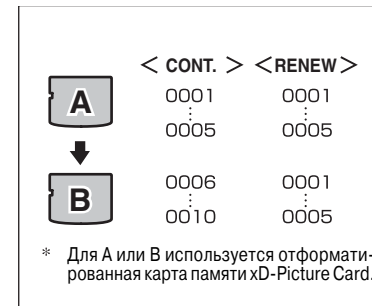 < CONT. > <RENEW>
A 0001 0001
⋮ ⋮
0005 0005
B 0006 0001
⋮ ⋮
0010 0005
* Для А или В используется отформати-
рованная карта памяти xD-Picture Card.